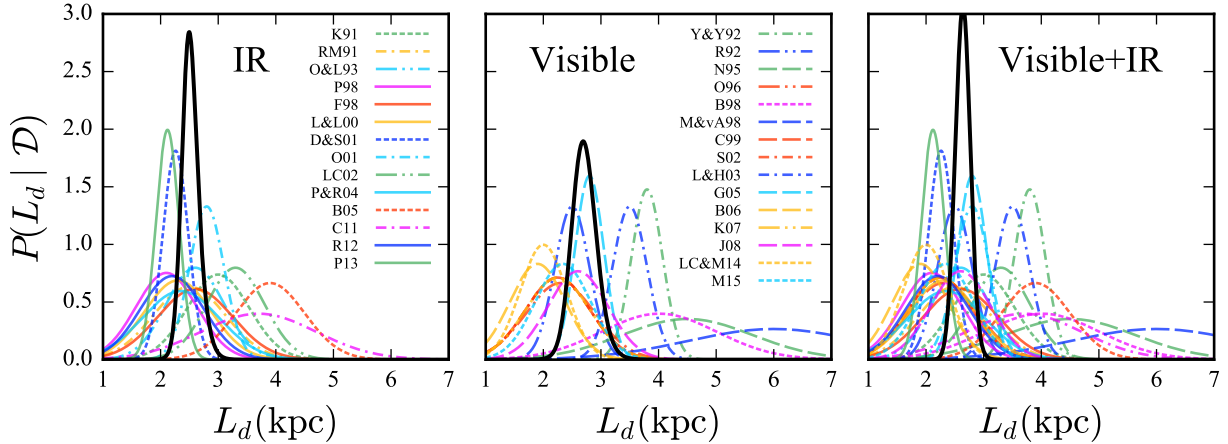 P(L_d | 𝒟)
3.0
2.5
2.0
1.5
1.0
0.5
0.0
IR
K91
RM91
O&L93
P98
F98
L&L00
D&S01
O01
LC02
P&R04
B05
C11
R12
P13
1 2 3 4 5 6 7
L_d(kpc)
Visible
Y&Y92
R92
N95
O96
B98
M&vA98
C99
S02
L&H03
G05
B06
K07
J08
LC&M14
M15
1 2 3 4 5 6 7
L_d(kpc)
Visible+IR
1 2 3 4 5 6 7
L_d(kpc)